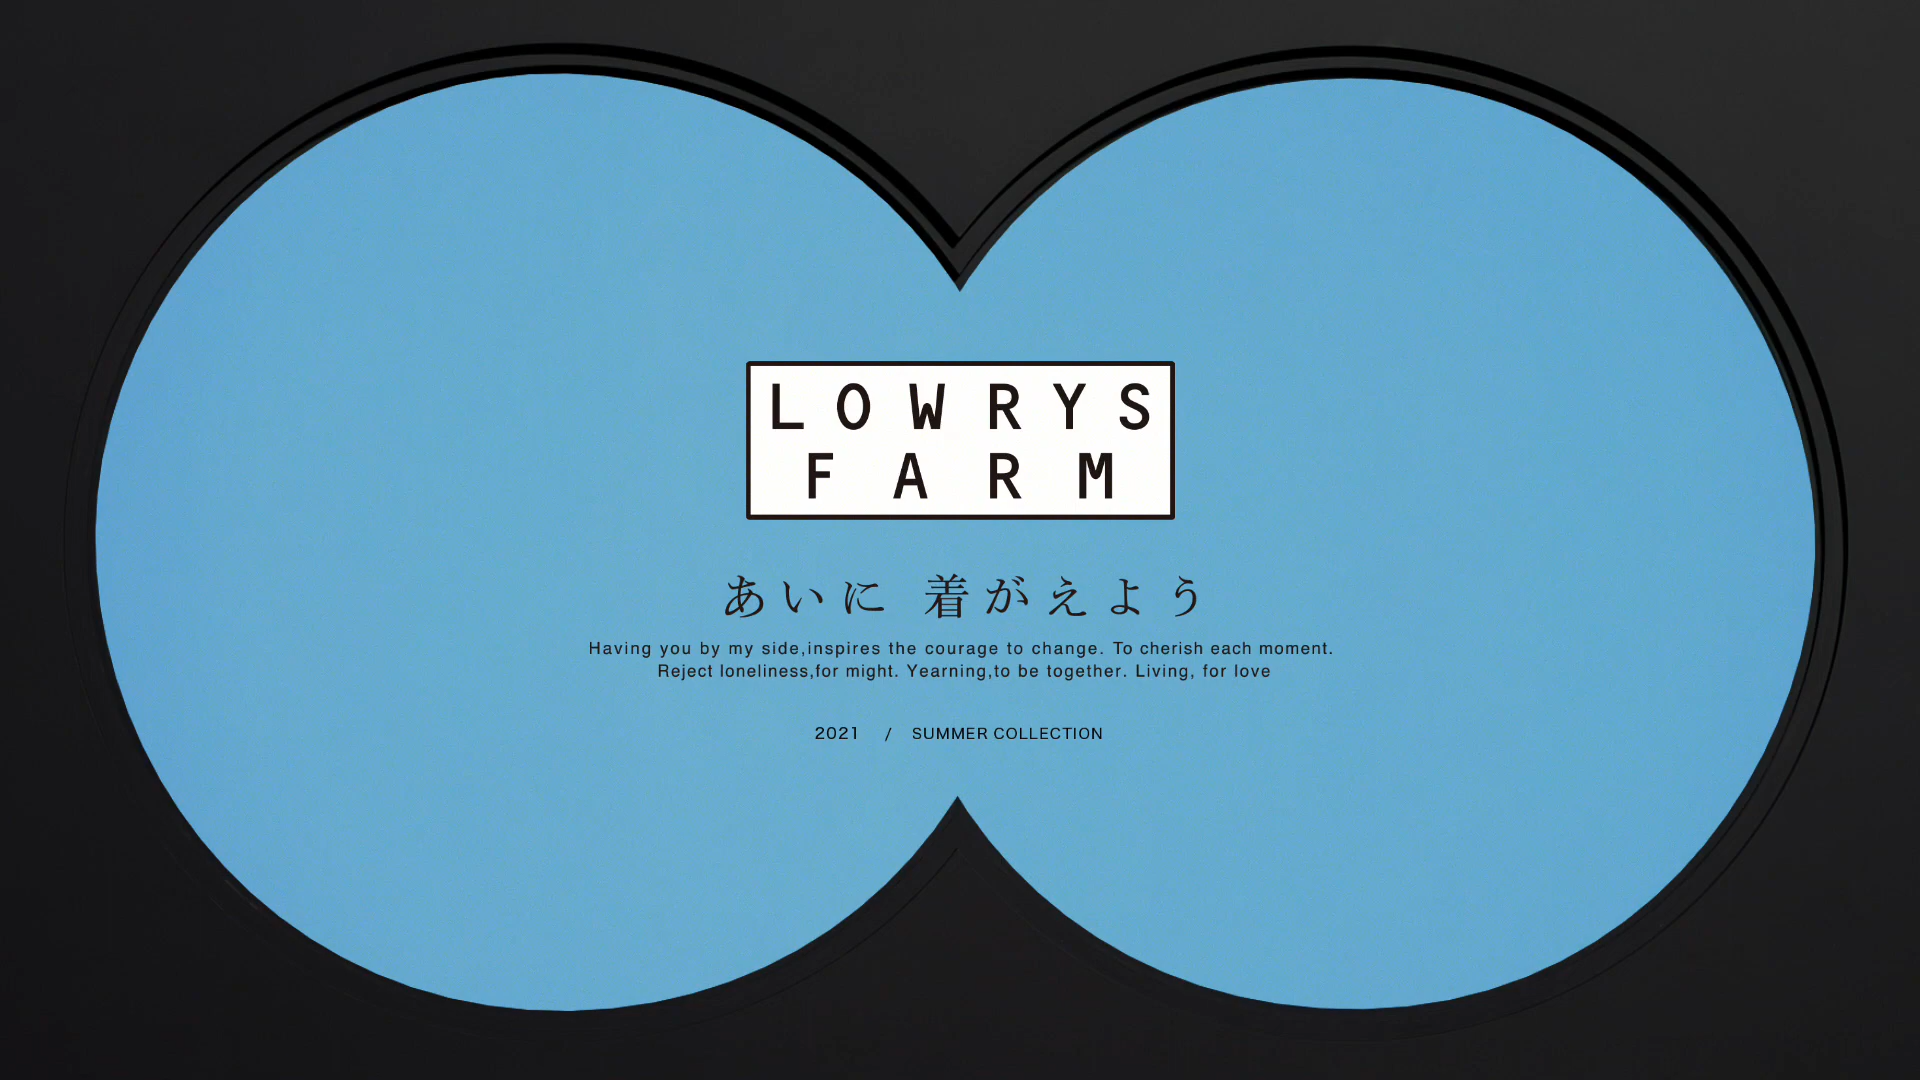 LOWRYS
FARM
あいに 着がえよう
Having you by my side,inspires the courage to change. To cherish each moment.
Reject loneliness,for might. Yearning,to be together. Living, for love
2021 / SUMMER COLLECTION